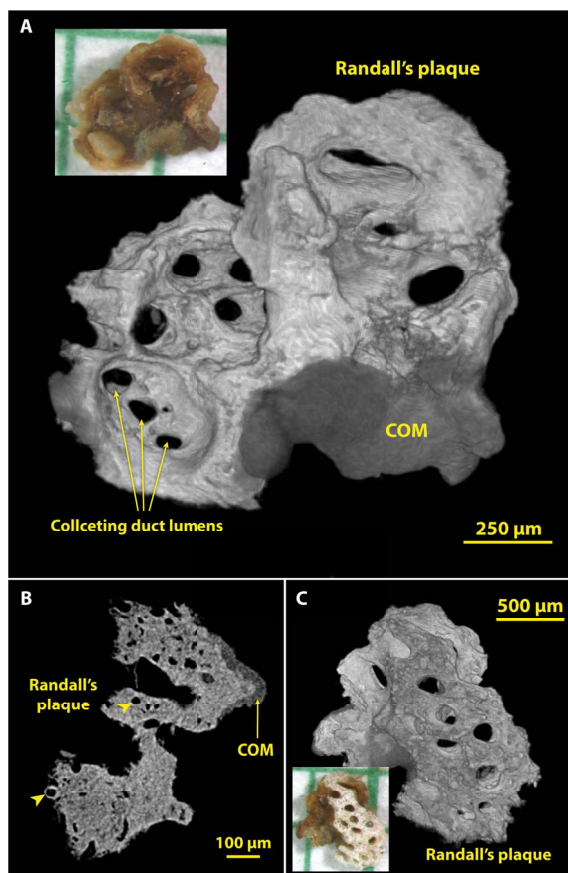 A
Randall's plaque
COM
Collceting duct lumens
250 µm
B
Randall's
plaque
COM
100 µm
C
500 µm
Randall's plaque